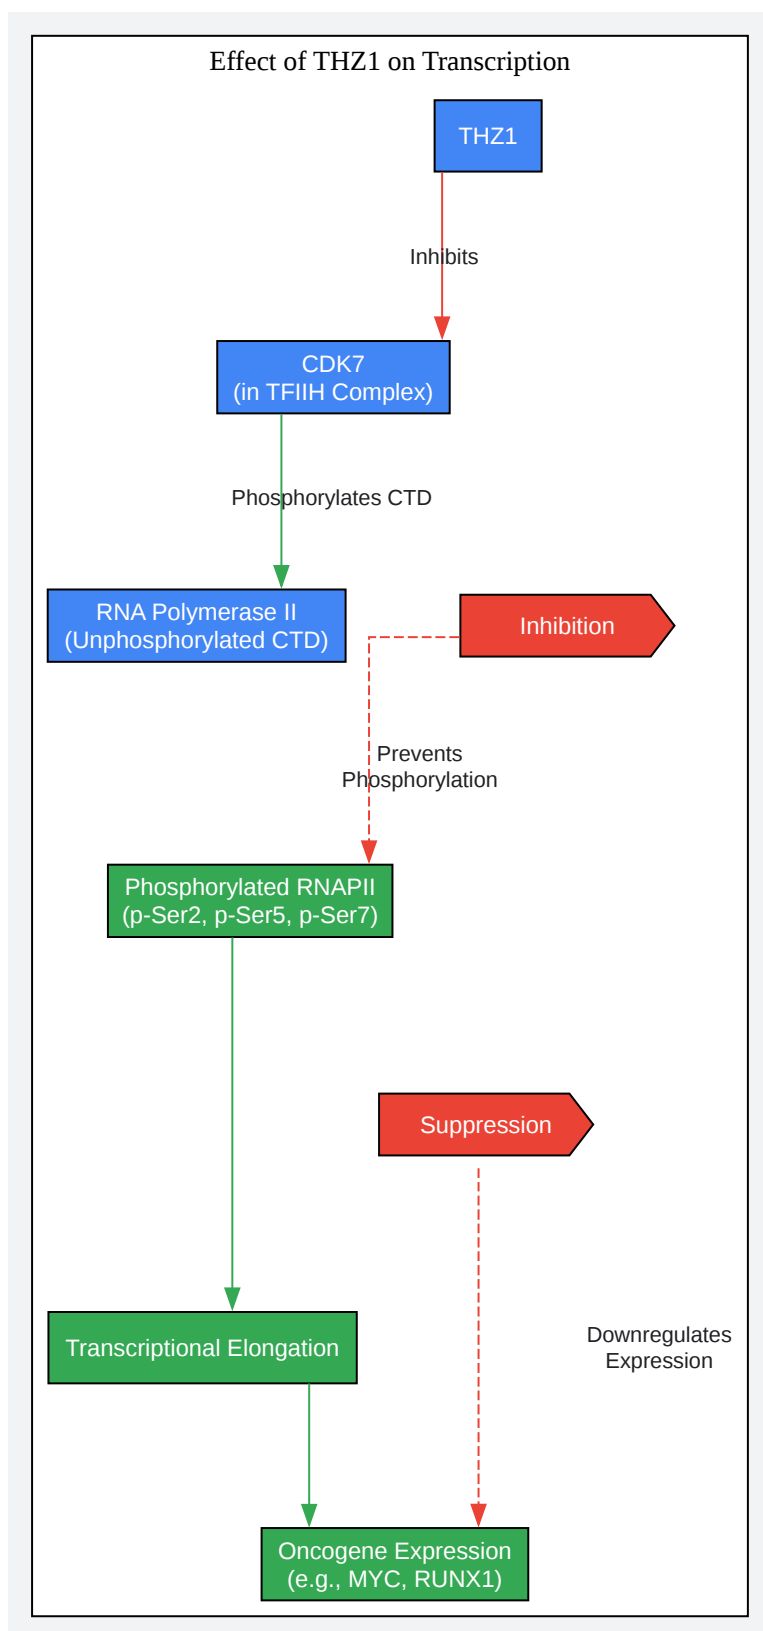 Effect of THZ1 on Transcription
THZ1
Inhibits
CDK7
(in TFIIH Complex)
Phosphorylates CTD
RNA Polymerase II
(Unphosphorylated CTD)
Inhibition
Prevents
Phosphorylation
Phosphorylated RNAPII
(p-Ser2, p-Ser5, p-Ser7)
Suppression
Transcriptional Elongation
Downregulates
Expression
Oncogene Expression
(e.g., MYC, RUNX1)